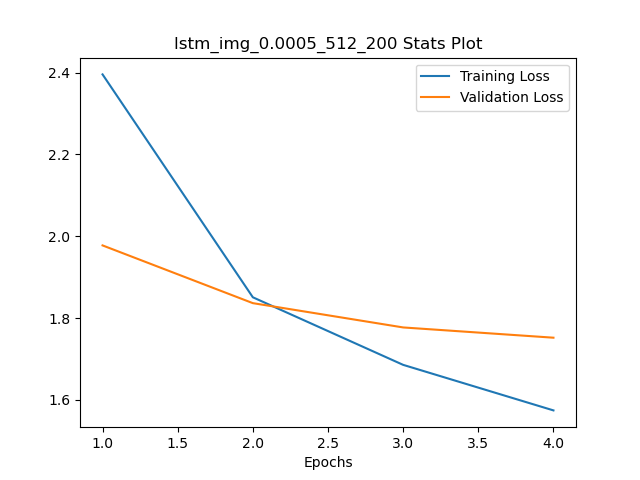 lstm_img_0.0005_512_200 Stats Plot
Training Loss
Validation Loss
2.4
2.2
2.0
1.8
1.6
1.0 1.5 2.0 2.5 3.0 3.5 4.0
Epochs